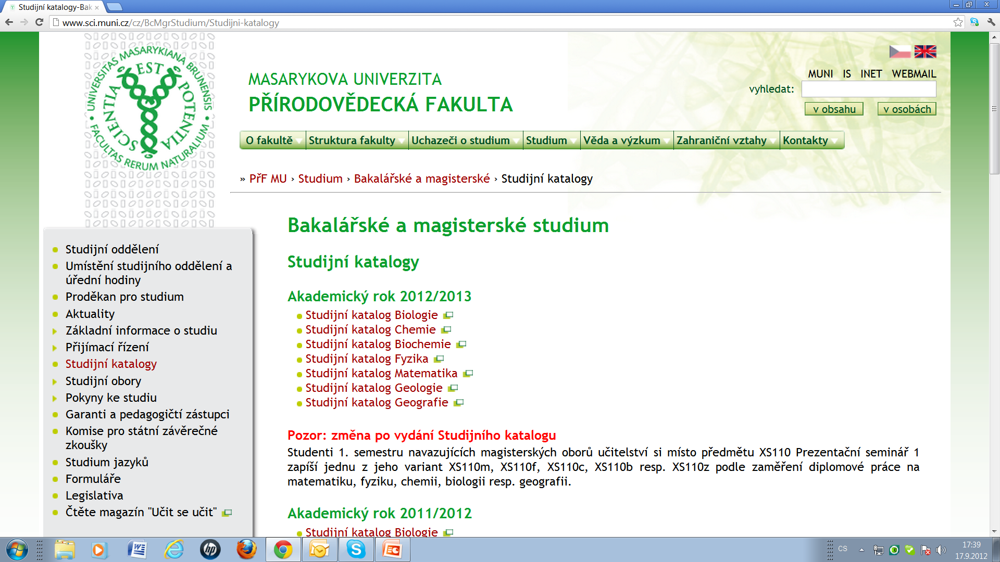 Studijní katalogy-Bak
www.sci.muni.cz/cz/BcMgrStudium/Studijni-katalogy
UNIVERSITAS MASARYKIANA BRUNENSIS
FACULTAS RERUM NATURALIUM
SCIENTIA EST POTENTIA
MASARYKOVA UNIVERZITA
PŘÍRODOVĚDECKÁ FAKULTA
MUNI IS INET WEBMAIL
vyhledat:
v obsahu v osobách
O fakultě Struktura fakulty Uchazeči o studium Studium Věda a výzkum Zahraniční vztahy Kontakty
» PřF MU › Studium › Bakalářské a magisterské › Studijní katalogy
Studijní oddělení
Umístění studijního oddělení a
úřední hodiny
Proděkan pro studium
Aktuality
Základní informace o studiu
Přijímací řízení
Studijní katalogy
Studijní obory
Pokyny ke studiu
Garanti a pedagogičtí zástupci
Komise pro státní závěrečné
zkoušky
Studium jazyků
Formuláře
Legislativa
Čtěte magazín "Učit se učit"
Bakalářské a magisterské studium
Studijní katalogy
Akademický rok 2012/2013
Studijní katalog Biologie
Studijní katalog Chemie
Studijní katalog Biochemie
Studijní katalog Fyzika
Studijní katalog Matematika
Studijní katalog Geologie
Studijní katalog Geografie
Pozor: změna po vydání Studijního katalogu
Studenti 1. semestru navazujících magisterských oborů učitelství si místo předmětu XS110 Prezentační seminář 1
zapíší jednu z jeho variant XS110m, XS110f, XS110c, XS110b resp. XS110z podle zaměření diplomové práce na
matematiku, fyziku, chemii, biologii resp. geografii.
Akademický rok 2011/2012
Studijní katalog Biologie
CS
17:39
17.9.2012